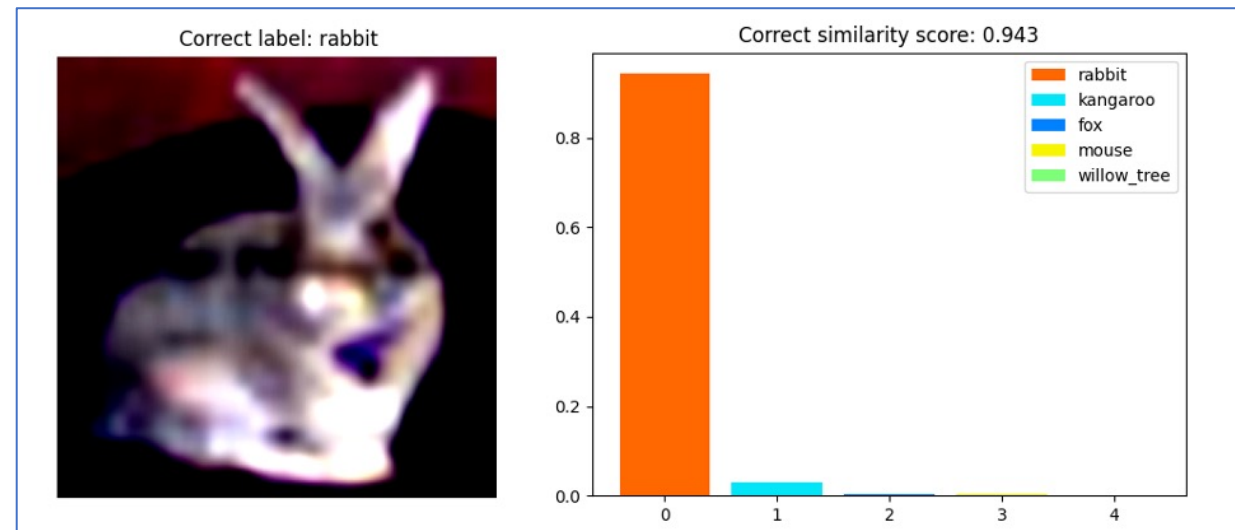 Correct label: rabbit
Correct similarity score: 0.943
rabbit
kangaroo
fox
mouse
willow_tree
0.8
0.6
0.4
0.2
0.0
0 1 2 3 4